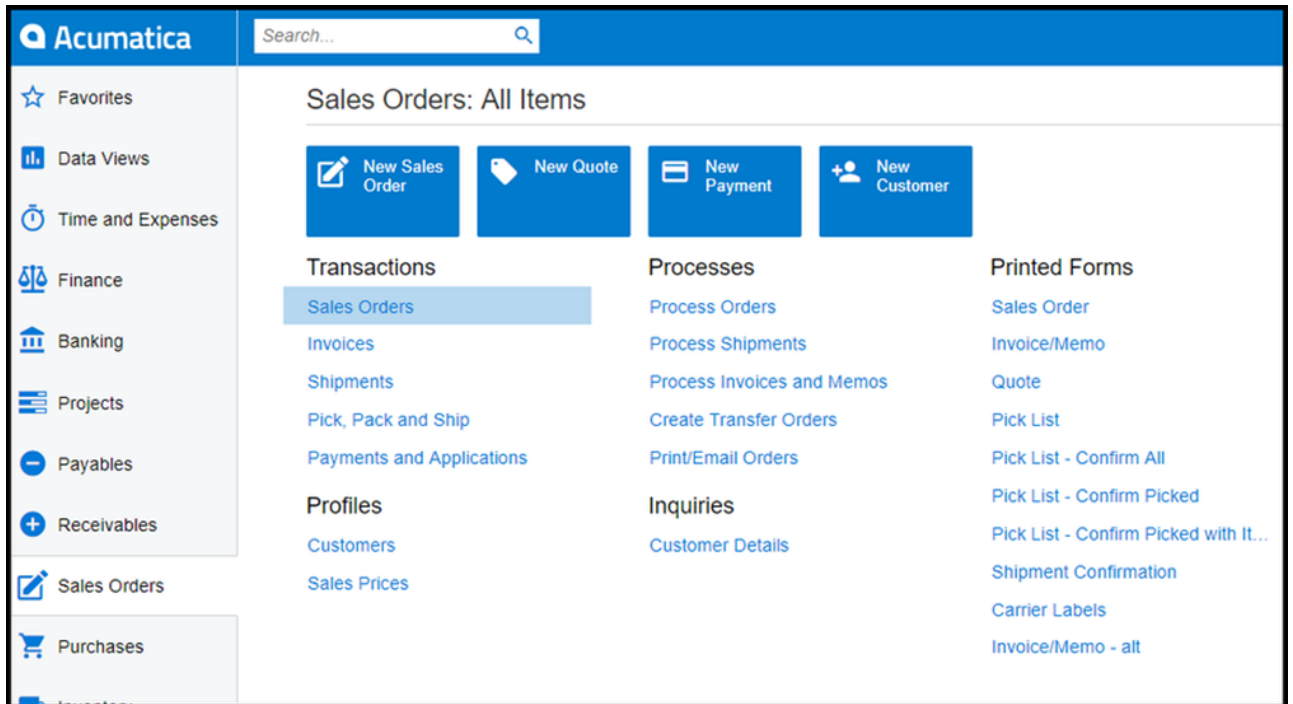 Acumatica
Search...
Favorites
Data Views
Time and Expenses
Finance
Banking
Projects
Payables
Receivables
Sales Orders
Purchases
Sales Orders: All Items
New Sales
Order
New Quote
New
Payment
New
Customer
Transactions
Sales Orders
Invoices
Shipments
Pick, Pack and Ship
Payments and Applications
Profiles
Customers
Sales Prices
Processes
Process Orders
Process Shipments
Process Invoices and Memos
Create Transfer Orders
Print/Email Orders
Inquiries
Customer Details
Printed Forms
Sales Order
Invoice/Memo
Quote
Pick List
Pick List - Confirm All
Pick List - Confirm Picked
Pick List - Confirm Picked with It...
Shipment Confirmation
Carrier Labels
Invoice/Memo - alt